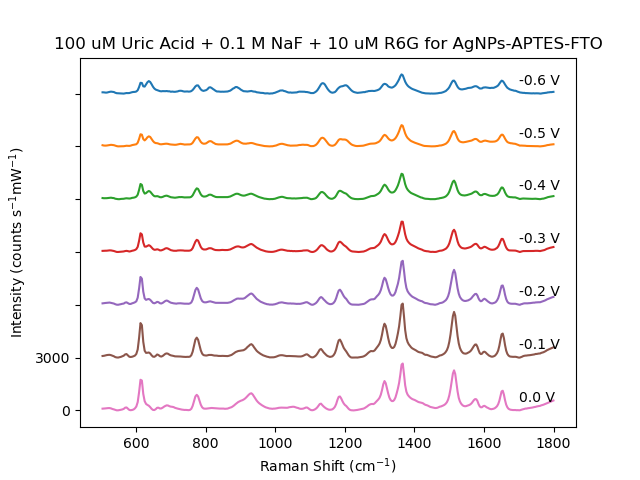 100 uM Uric Acid + 0.1 M NaF + 10 uM R6G for AgNPs-APTES-FTO
-0.6 V
-0.5 V
-0.4 V
-0.3 V
-0.2 V
-0.1 V
0.0 V
Intensity (counts s⁻¹mW⁻¹)
3000
0
600 800 1000 1200 1400 1600 1800
Raman Shift (cm⁻¹)